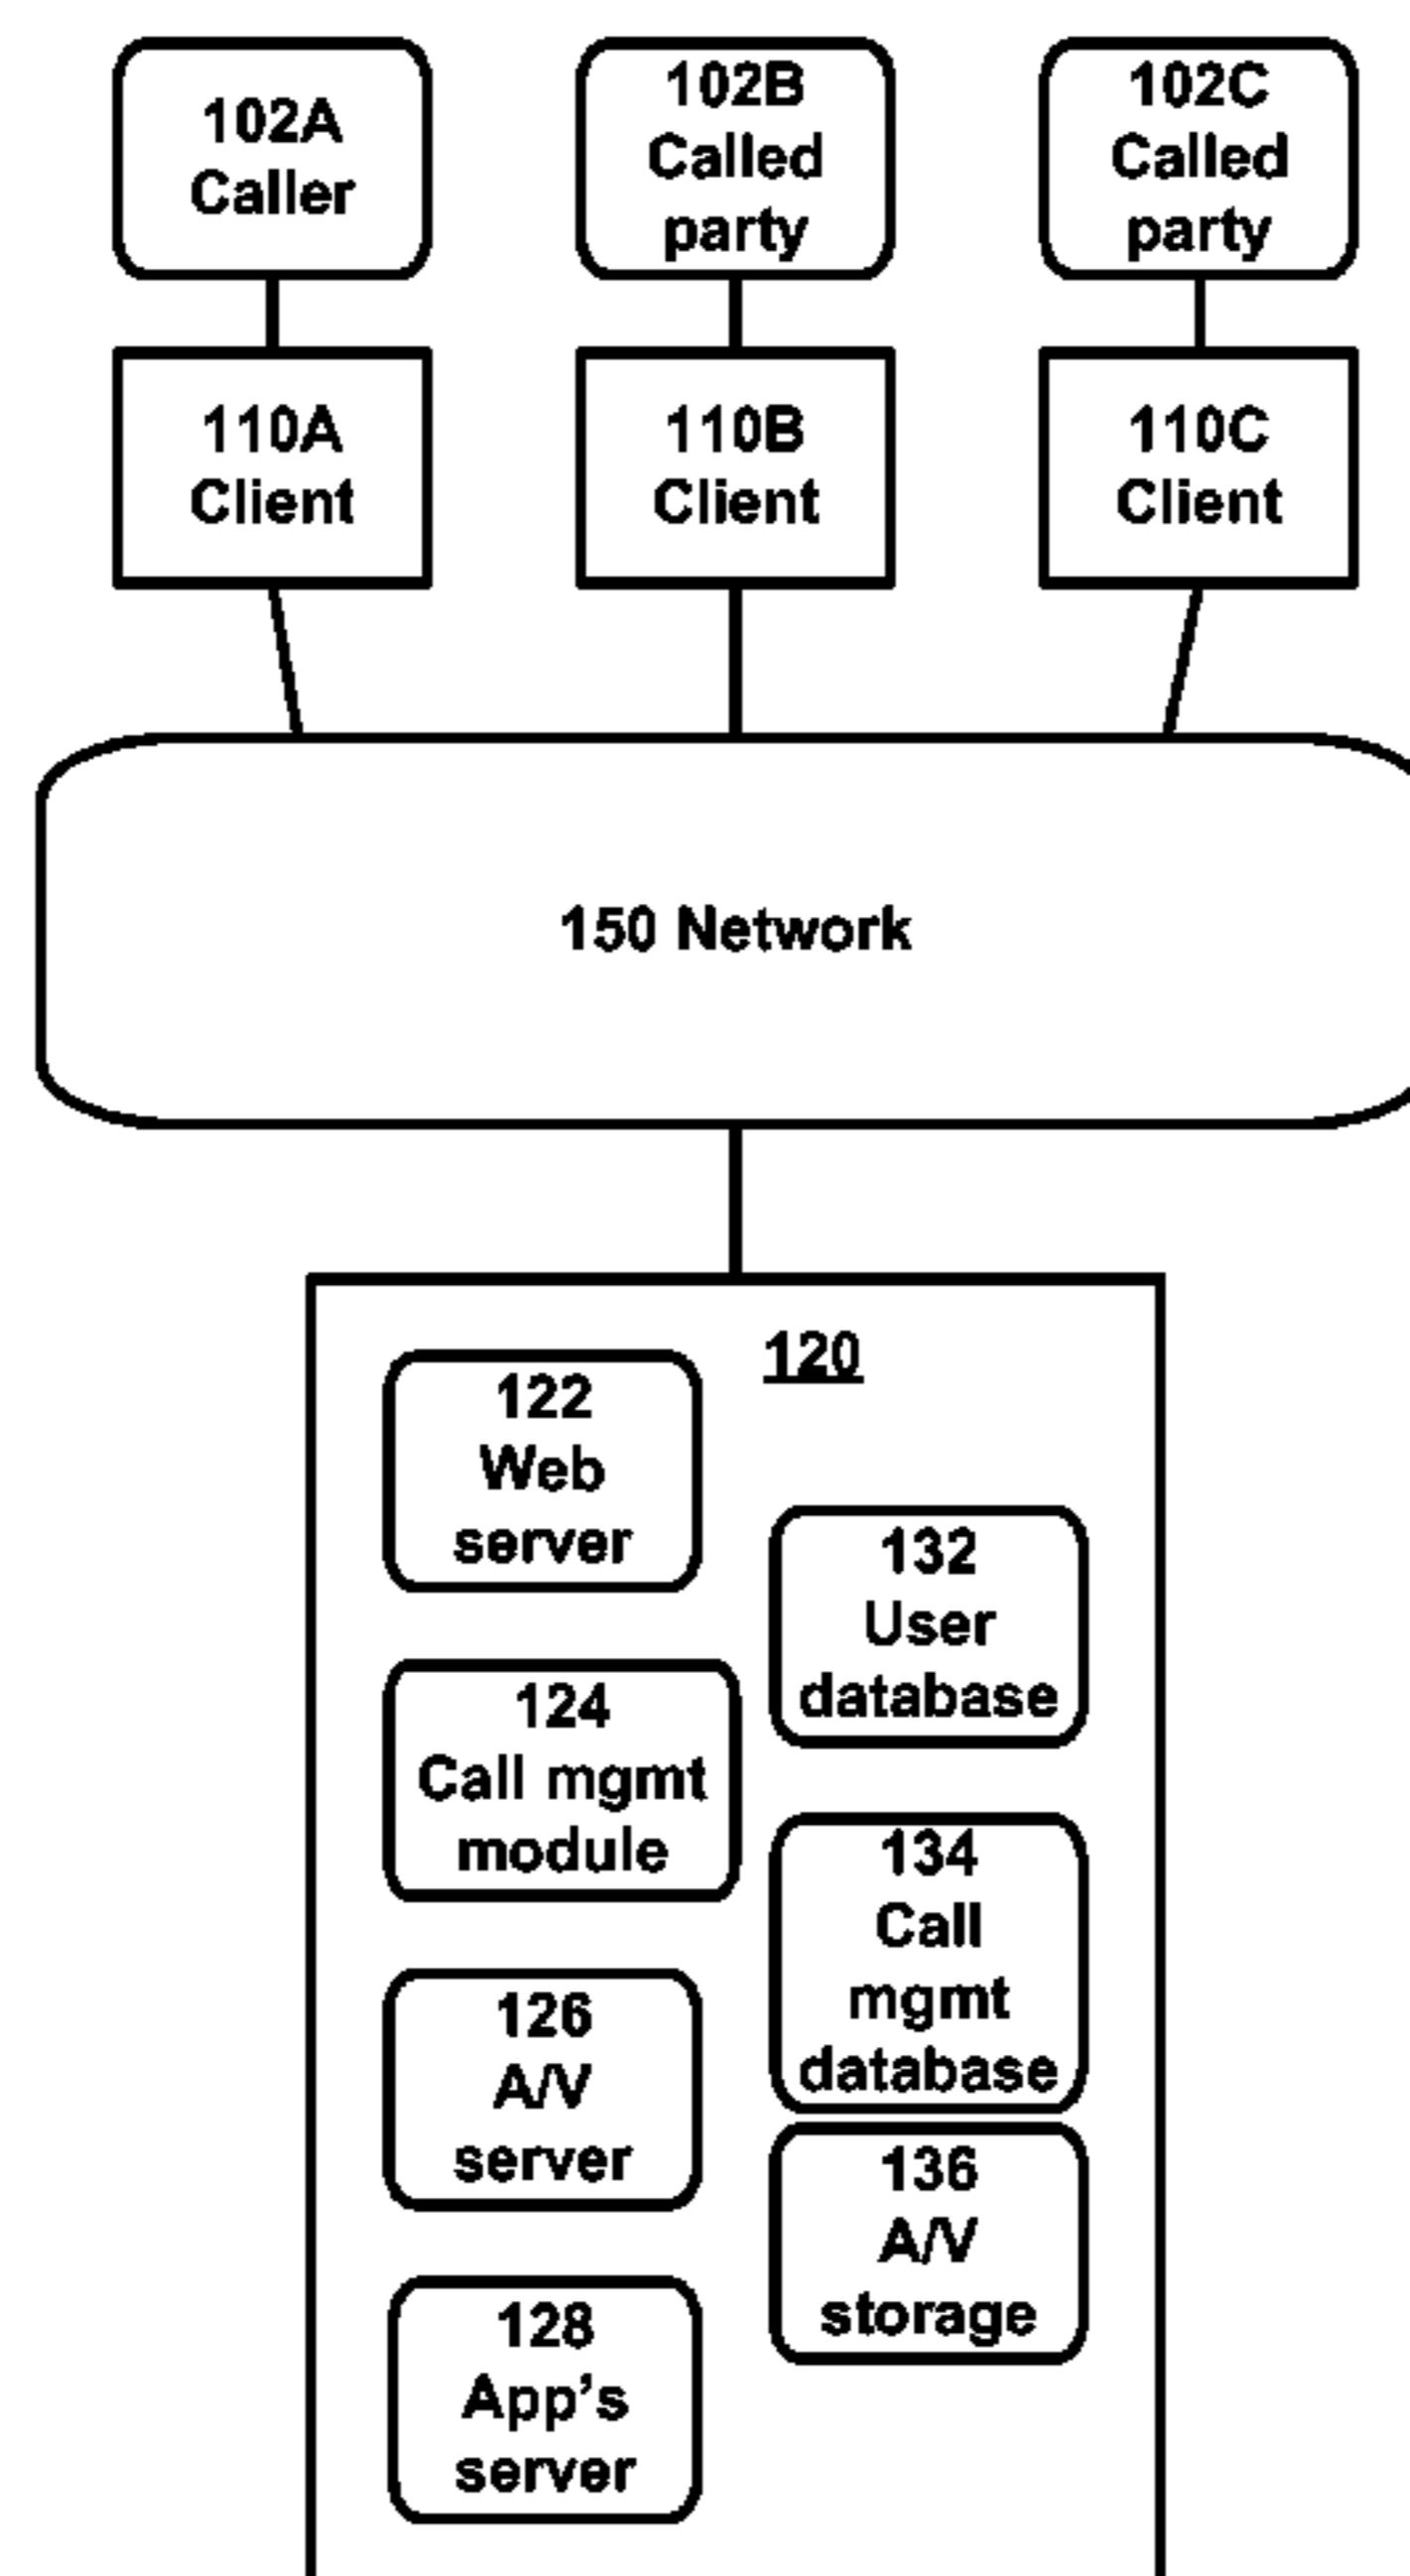 102A
Caller
102B
Called
party
102C
Called
party
110A
Client
110B
Client
110C
Client
150 Network
120
122
Web
server
132
User
database
124
Call mgmt
module
134
Call
mgmt
database
126
A/V
server
136
A/V
storage
128
App’s
server